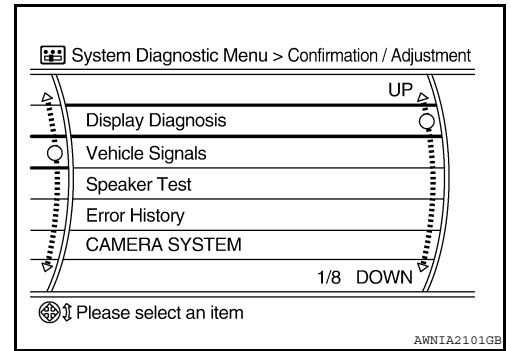 System Diagnostic Menu > Confirmation / Adjustment
UP
Display Diagnosis
Vehicle Signals
Speaker Test
Error History
CAMERA SYSTEM
1/8 DOWN
Please select an item
AWNIA2101GB